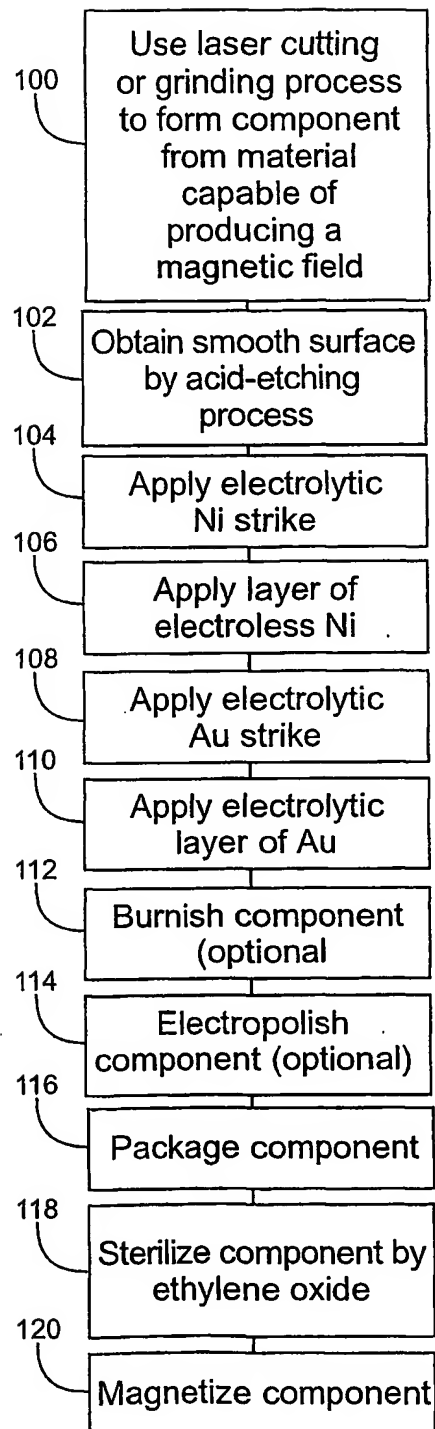 100
Use laser cutting
or grinding process
to form component
from material
capable of
producing a
magnetic field
102
Obtain smooth surface
by acid-etching
process
104
Apply electrolytic
Ni strike
106
Apply layer of
electroless Ni
108
Apply electrolytic
Au strike
110
Apply electrolytic
layer of Au
112
Burnish component
(optional
114
Electropolish
component (optional)
116
Package component
118
Sterilize component by
ethylene oxide
120
Magnetize component